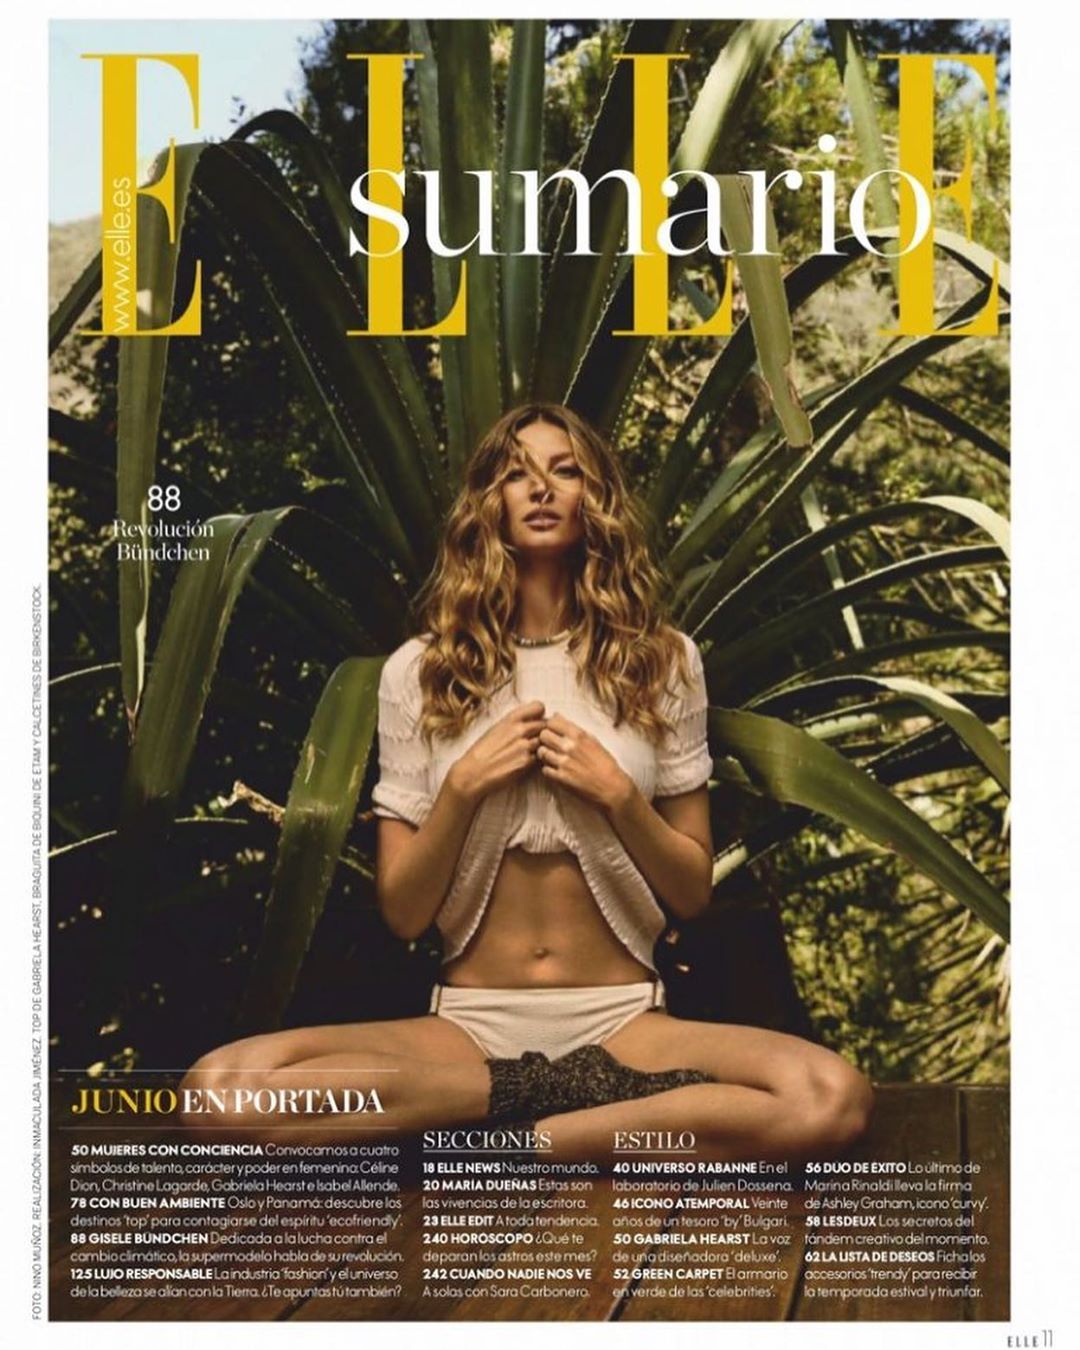 ELLE
sumario
www.elle.es
88
Revolución
Bündchen
FOTO: NINO MUÑOZ. REALIZACIÓN: INMACULADA JIMÉNEZ. TOP DE GABRIELA HEARST, BRAGUITA DE BIQUINI DE ETAM Y CALCETINES DE BIRKENSTOCK.
JUNIO EN PORTADA
50 MUJERES CON CONCIENCIA Convocamos a cuatro
símbolos de talento, carácter y poder en femenino: Céline
Dion, Christine Lagarde, Gabriela Hearst e Isabel Allende.
78 CON BUEN AMBIENTE Oslo y Panamá: descubre los
destinos 'top' para contagiarse del espíritu 'ecofriendly'.
88 GISELE BÜNDCHEN Dedicada a la lucha contra el
cambio climático, la supermodelo habla de su revolución.
125 LUJO RESPONSABLE La industria 'fashion' y el universo
de la belleza se alían con la Tierra. ¿Te apuntas tú también?
SECCIONES
18 ELLE NEWS Nuestro mundo.
20 MARÍA DUEÑAS Estas son
las vivencias de la escritora.
23 ELLE EDIT A toda tendencia.
240 HOROSCOPO ¿Qué te
deparan los astros este mes?
242 CUANDO NADIE NOS VE
A solas con Sara Carbonero.
ESTILO
40 UNIVERSO RABANNE En el
laboratorio de Julien Dossena.
46 ICONO ATEMPORAL Veinte
años de un tesoro 'by' Bulgari.
50 GABRIELA HEARST La voz
de una diseñadora 'deluxe'.
52 GREEN CARPET El armario
en verde de las 'celebrities'.
56 DÚO DE ÉXITO Lo último de
Marina Rinaldi lleva la firma
de Ashley Graham, icono 'curvy'.
58 LESDEUX Los secretos del
tándem creativo del momento.
62 LA LISTA DE DESEOS Ficha los
accesorios 'trendy' para recibir
la temporada estival y triunfar.
ELLE 11